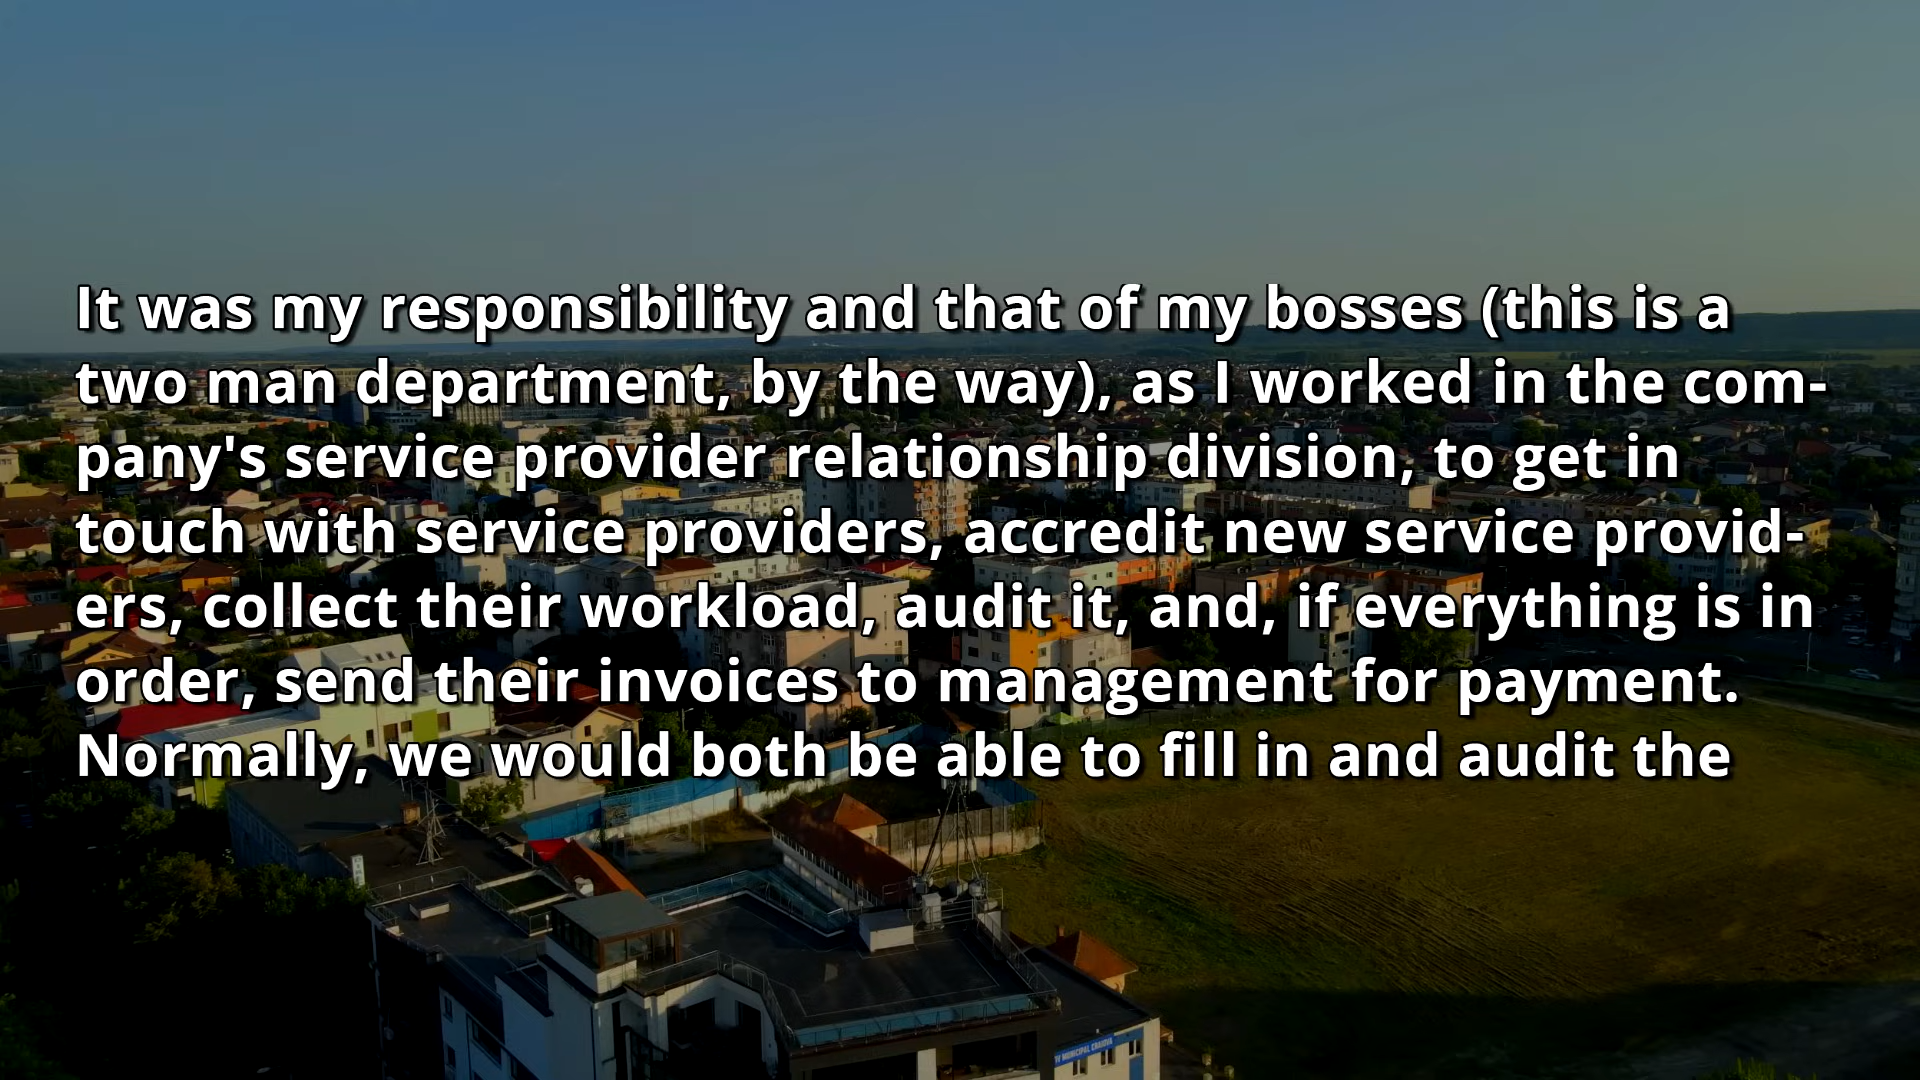 It was my responsibility and that of my bosses (this is a
two man department, by the way), as I worked in the com-
pany's service provider relationship division, to get in
touch with service providers, accredit new service provid-
ers, collect their workload, audit it, and, if everything is in
order, send their invoices to management for payment.
Normally, we would both be able to fill in and audit the
MUNICIPAL CRAIOVA